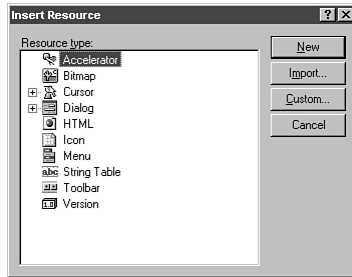 Insert Resource
Resource type:
Accelerator
Bitmap
Cursor
Dialog
HTML
Icon
Menu
abc String Table
Toolbar
1.0 Version
New
Import...
Custom...
Cancel